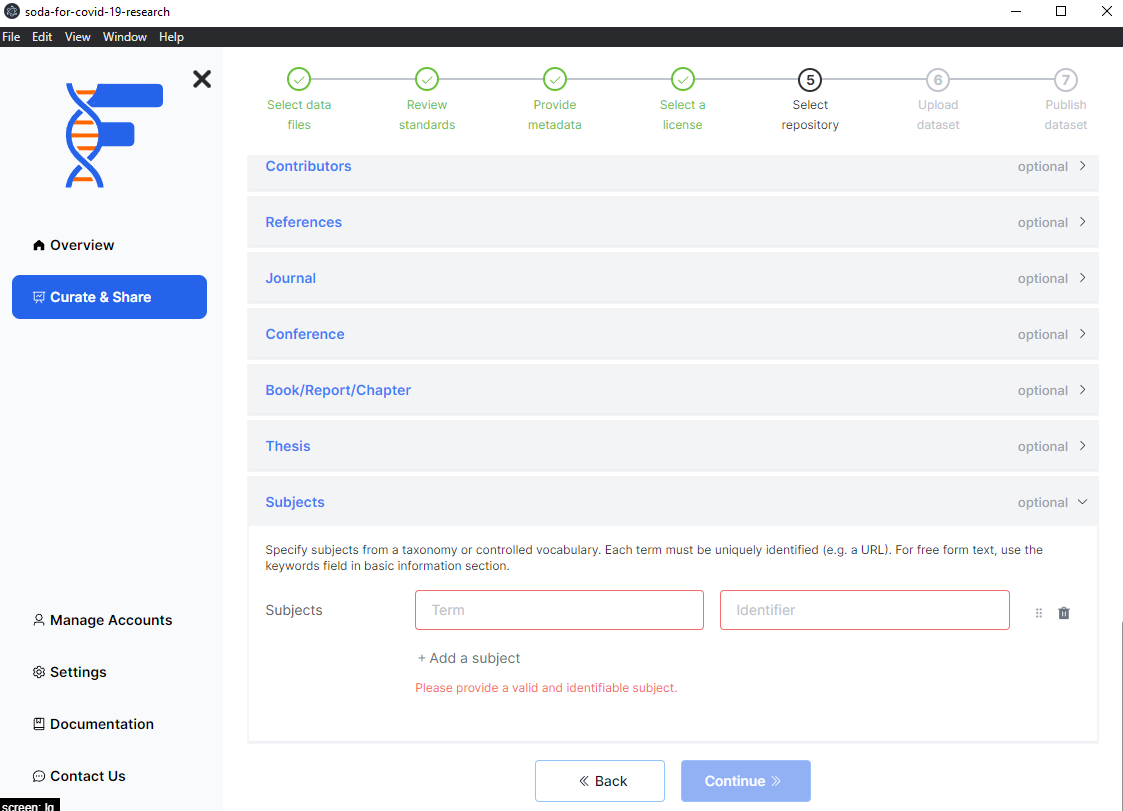 soda-for-covid-19-research
File Edit View Window Help
Select data
files
Review
standards
Provide
metadata
Select a
license
5
Select
repository
6
Upload
dataset
7
Publish
dataset
Overview
Curate & Share
Manage Accounts
Settings
Documentation
Contact Us
screen: lg
Contributors optional
References optional
Journal optional
Conference optional
Book/Report/Chapter optional
Thesis optional
Subjects optional
Specify subjects from a taxonomy or controlled vocabulary. Each term must be uniquely identified (e.g. a URL). For free form text, use the
keywords field in basic information section.
Subjects Term Identifier
+ Add a subject
Please provide a valid and identifiable subject.
« Back Continue »